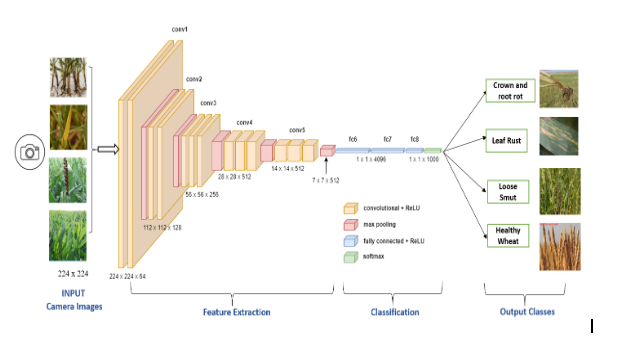 conv1
conv2
conv3
conv4
conv5
fc6
fc7
fc8
1 x 1 x 4096
1 x 1 x 1000
7 x 7 x 512
14 x 14 x 512
28 x 28 x 512
56 x 56 x 256
112 x 112 x 128
224 x 224 x 64
224 x 224
INPUT
Camera Images
convolutional + ReLU
max pooling
fully connected + ReLU
softmax
Crown and
root rot
Leaf Rust
Loose
Smut
Healthy
Wheat
Feature Extraction
Classification
Output Classes